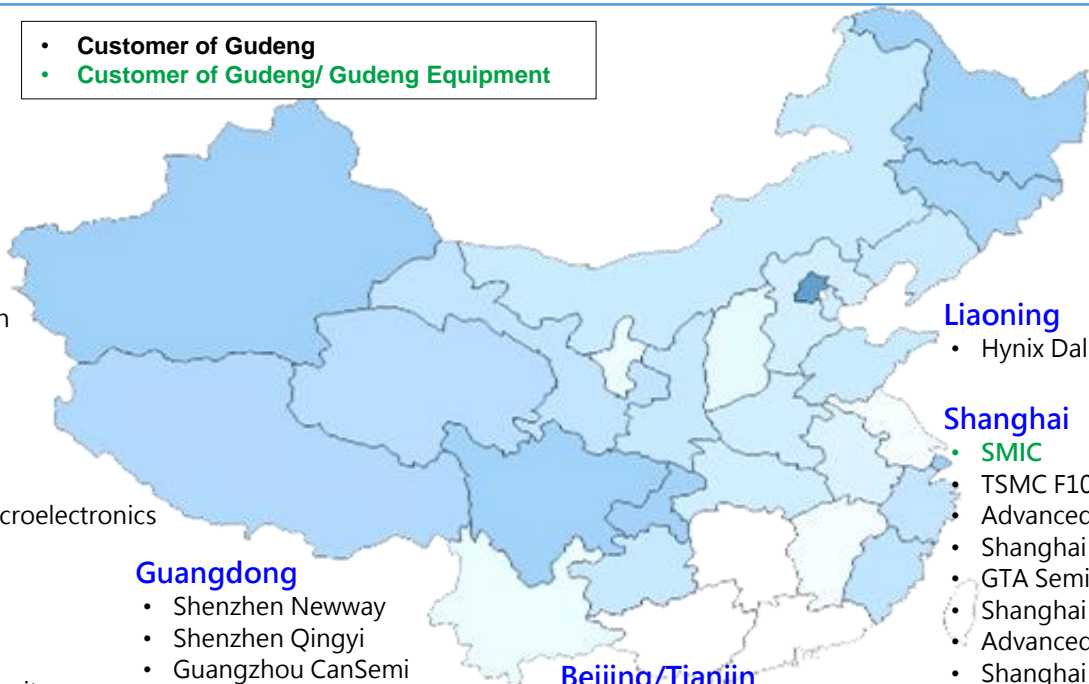 • Customer of Gudeng
• Customer of Gudeng/ Gudeng Equipment
Liaoning
• Hynix Dal
Shanghai
• SMIC
• TSMC F10
• Advanced
• Shanghai
• GTA Semi
• Shanghai
• Advanced
• Shanghai
croelectronics
Guangdong
• Shenzhen Newway
• Shenzhen Qingyi
• Guangzhou CanSemi
Beijing/Tianjin